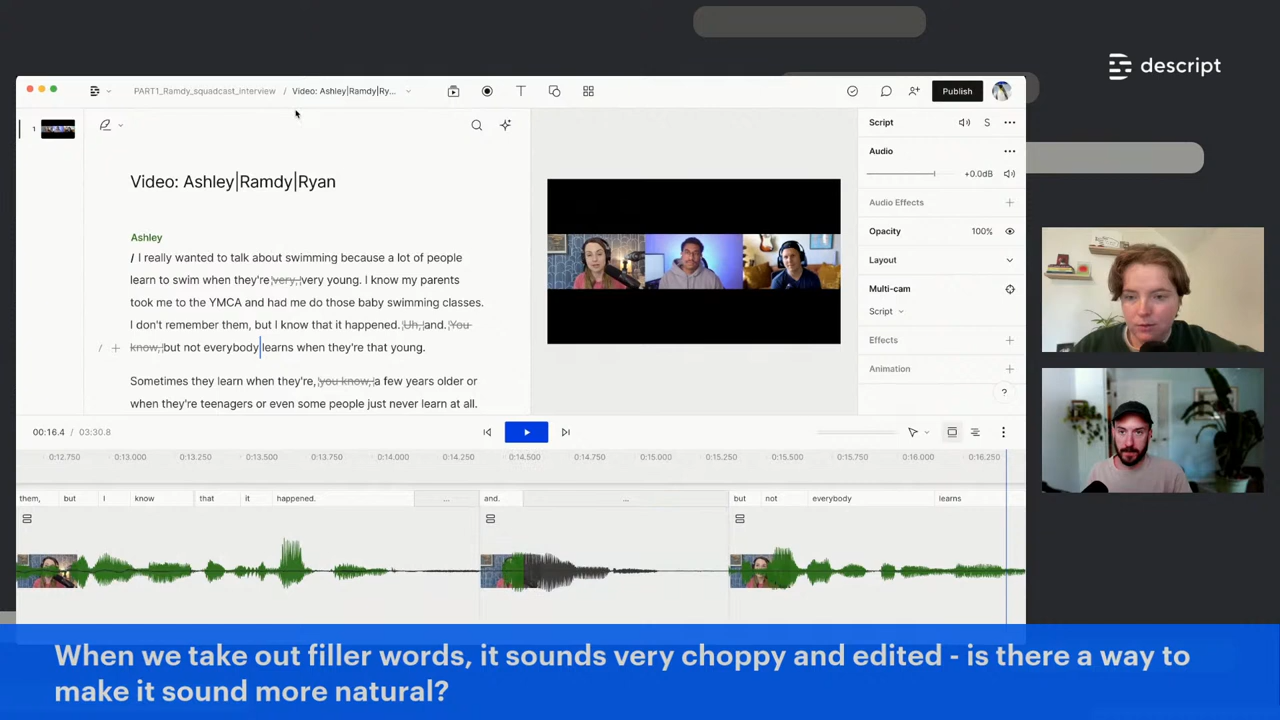 descript
PART1_Ramdy_squadcast_interview / Video: Ashley|Ramdy|Ry...
Publish
1
Script S
Video: Ashley|Ramdy|Ryan
Audio
+0.0dB
Audio Effects
Ashley
/ I really wanted to talk about swimming because a lot of people
learn to swim when they're very, very young. I know my parents
took me to the YMCA and had me do those baby swimming classes.
I don't remember them, but I know that it happened. Uh, and. You
know, but not everybody learns when they're that young.
Sometimes they learn when they're, you know, a few years older or
when they're teenagers or even some people just never learn at all.
Opacity 100%
Layout
Multi-cam
Script
Effects
Animation
?
00:16.4 / 03:30.8
0:12.750 0:13.000 0:13.250 0:13.500 0:13.750 0:14.000 0:14.250 0:14.500 0:14.750 0:15.000 0:15.250 0:15.500 0:15.750 0:16.000 0:16.250
them, but I know that it happened. ... and. ... but not everybody learns
When we take out filler words, it sounds very choppy and edited - is there a way to
make it sound more natural?